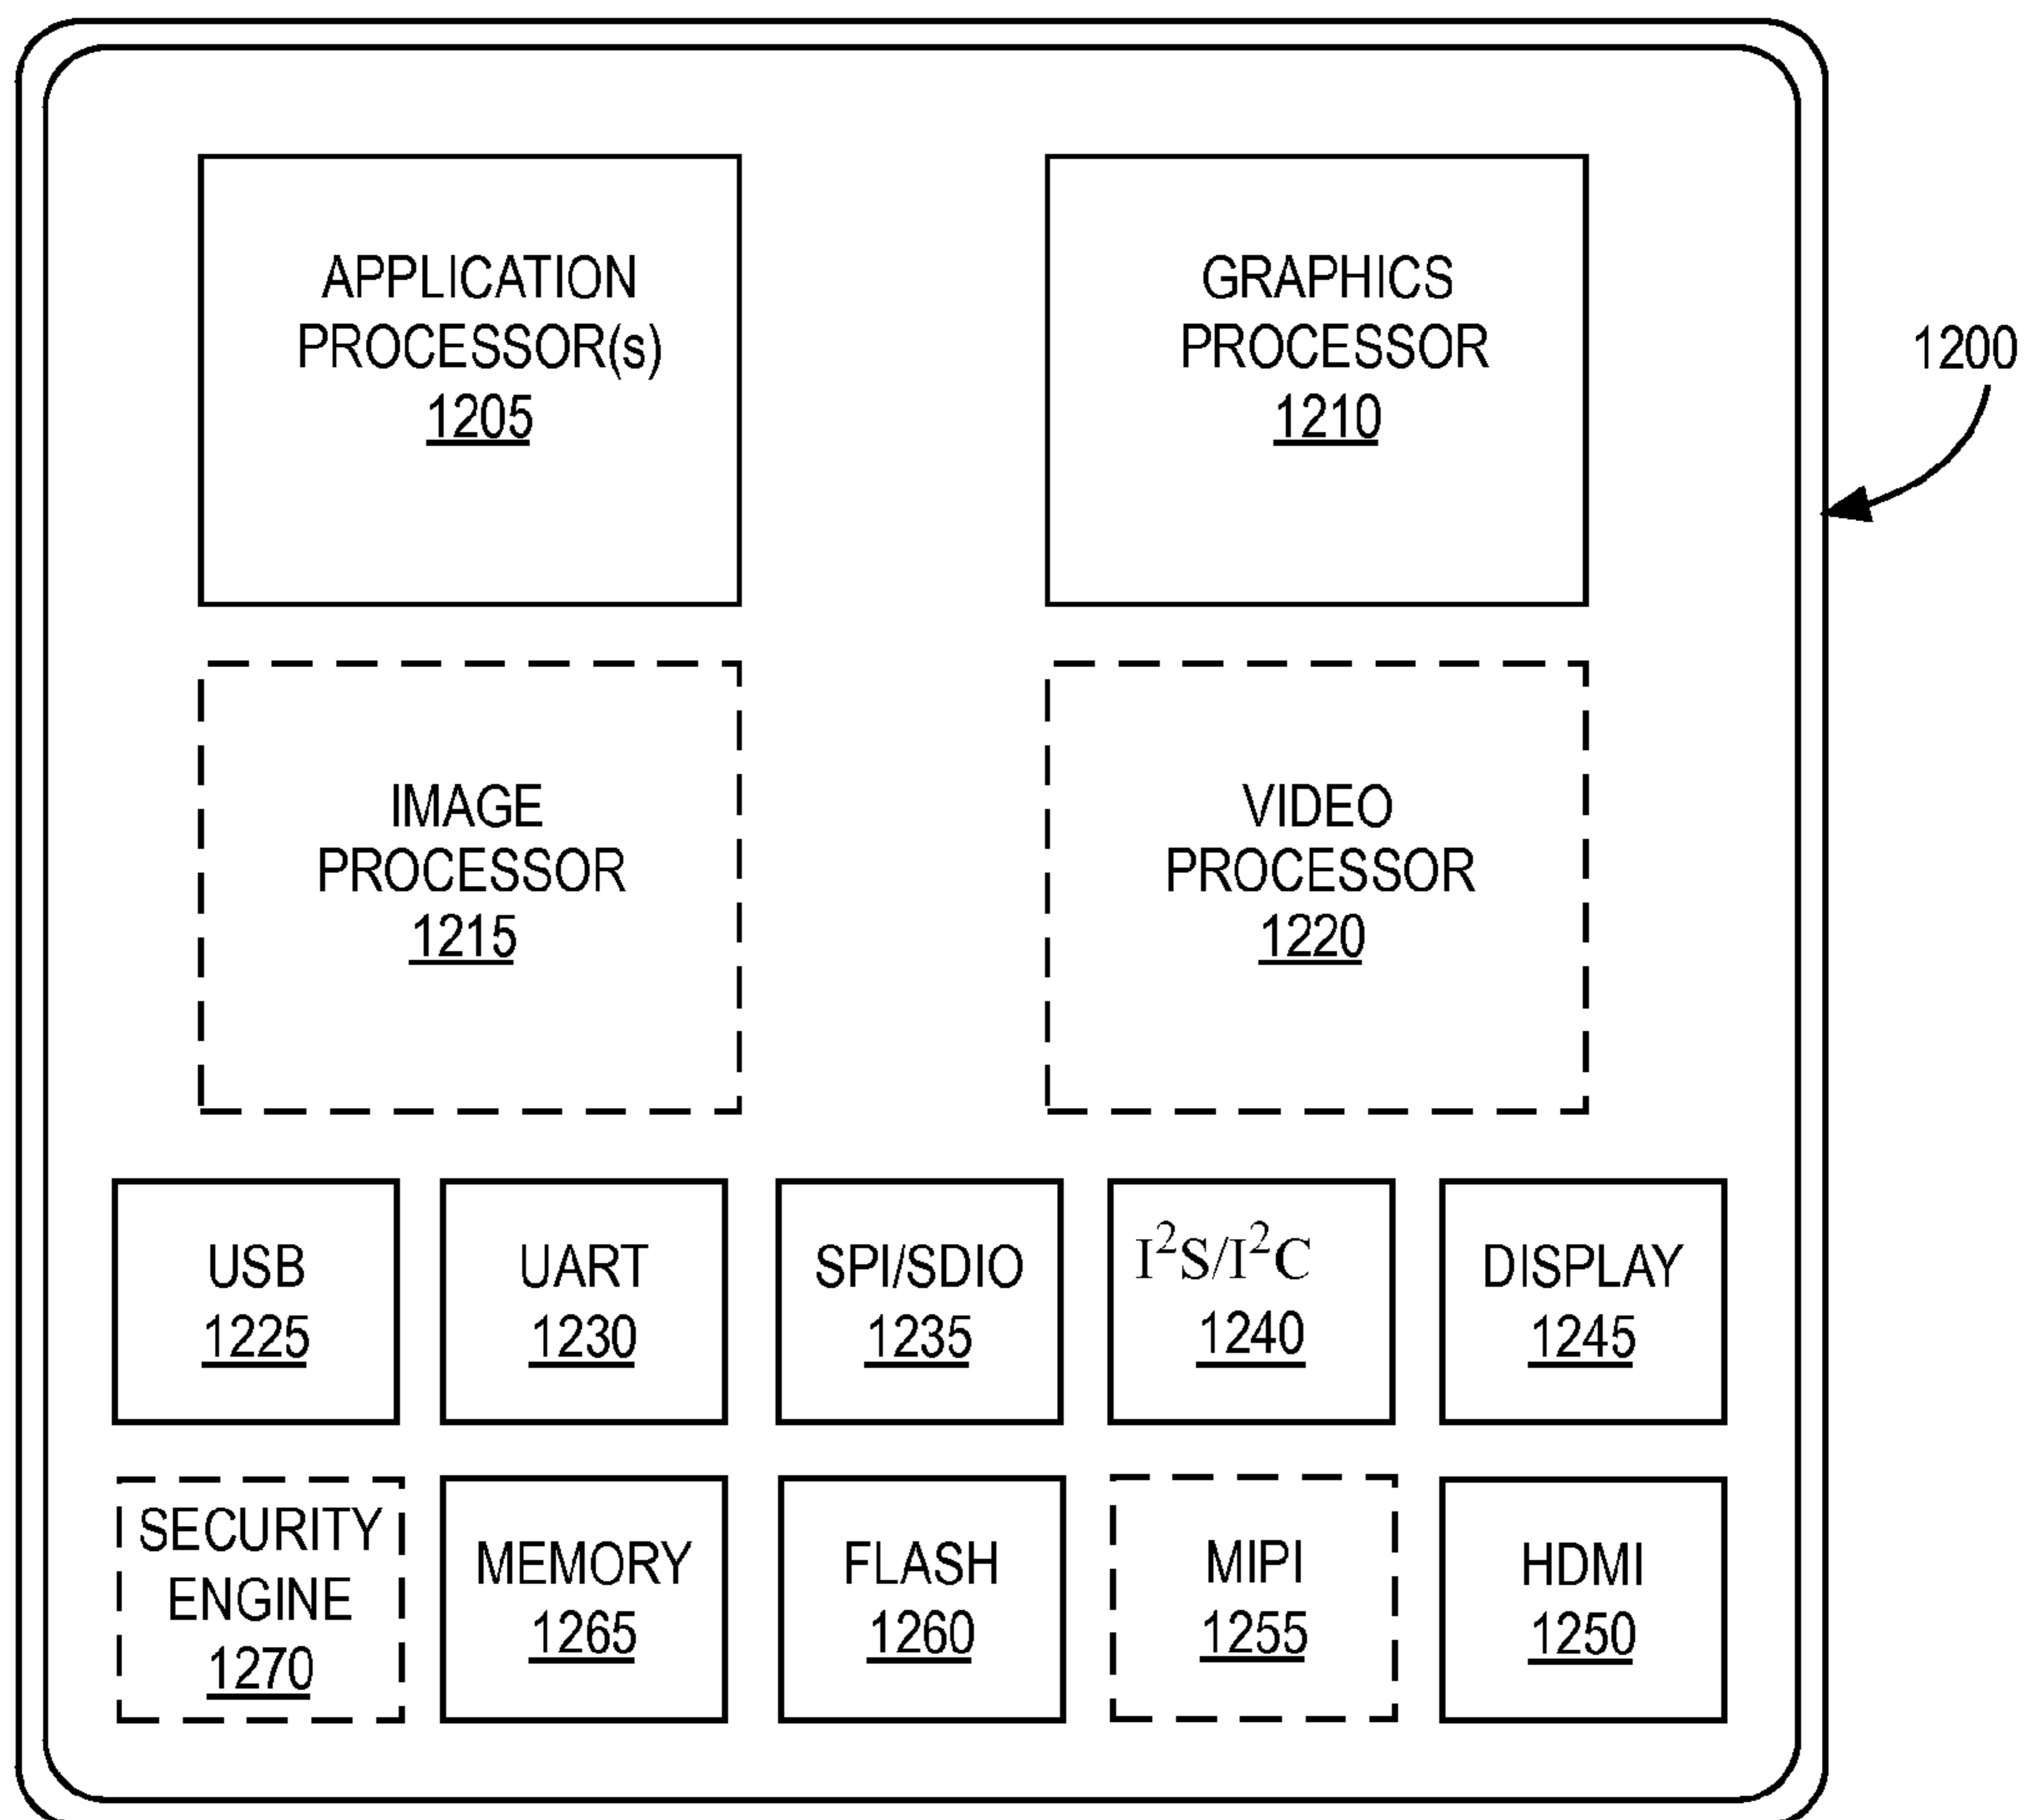 APPLICATION
PROCESSOR(s)
1205
GRAPHICS
PROCESSOR
1210
1200
IMAGE
PROCESSOR
1215
VIDEO
PROCESSOR
1220
USB
1225
UART
1230
SPI/SDIO
1235
I²S/I²C
1240
DISPLAY
1245
SECURITY
ENGINE
1270
MEMORY
1265
FLASH
1260
MIPI
1255
HDMI
1250